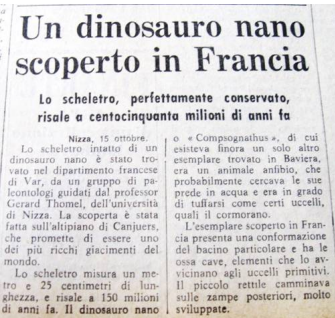 Un dinosauro nano
scoperto in Francia
Lo scheletro, perfettamente conservato,
risale a centocinquanta milioni di anni fa
Nizza, 15 ottobre.
Lo scheletro intatto di un
dinosauro nano è stato tro-
vato nel dipartimento francese
di Var, da un gruppo di pa-
leontologi guidati dal professor
Gerard Thomel, dell'università
di Nizza. La scoperta è stata
fatta sull'altipiano di Canjuers,
che promette di essere uno
dei più ricchi giacimenti del
mondo.
Lo scheletro misura un me-
tro e 25 centimetri di lun-
ghezza, e risale a 150 milioni
di anni fa. Il dinosauro nano
o « Compsognathus », di cui
esisteva finora un solo altro
esemplare trovato in Baviera,
era un animale anfibio, che
probabilmente cercava le sue
prede in acqua e era in grado
di tuffarsi come certi uccelli,
quali il cormorano.
L'esemplare scoperto in Fran-
cia presenta una conformazione
del bacino particolare e ha le
ossa cave, elementi che lo av-
vicinano agli uccelli primitivi.
Il piccolo rettile camminava
sulle zampe posteriori, molto
sviluppate.